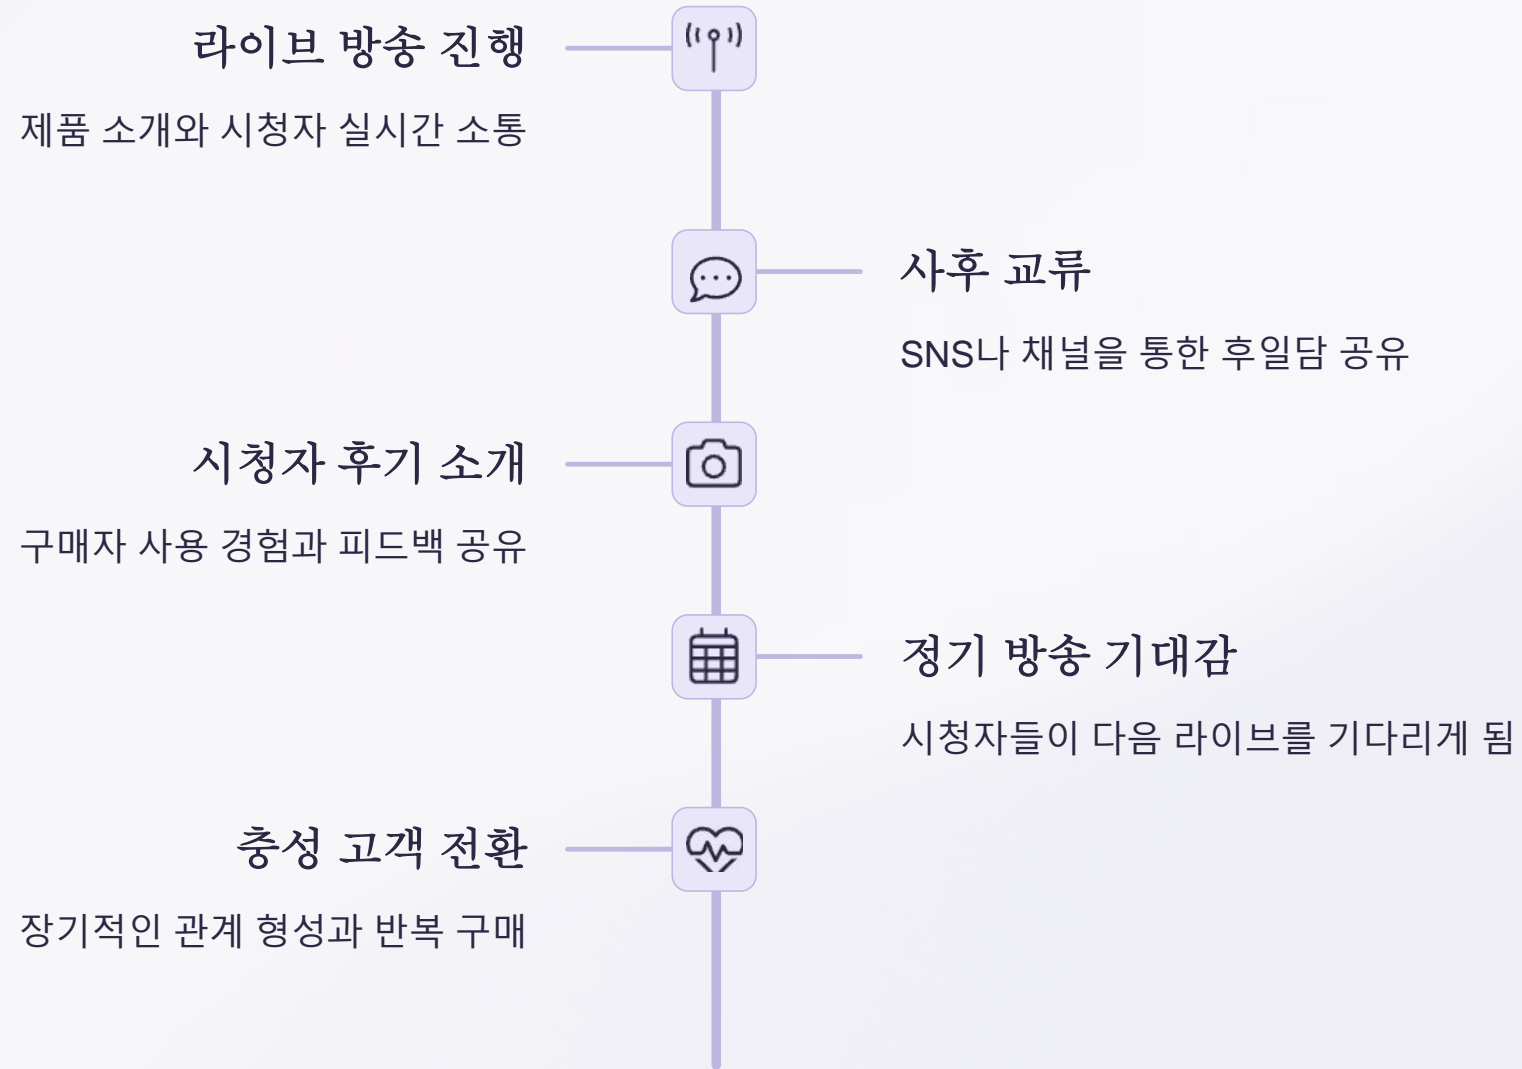 라이브 방송 진행
제품 소개와 시청자 실시간 소통
사후 교류
SNS나 채널을 통한 후일담 공유
시청자 후기 소개
구매자 사용 경험과 피드백 공유
정기 방송 기대감
시청자들이 다음 라이브를 기다리게 됨
충성 고객 전환
장기적인 관계 형성과 반복 구매